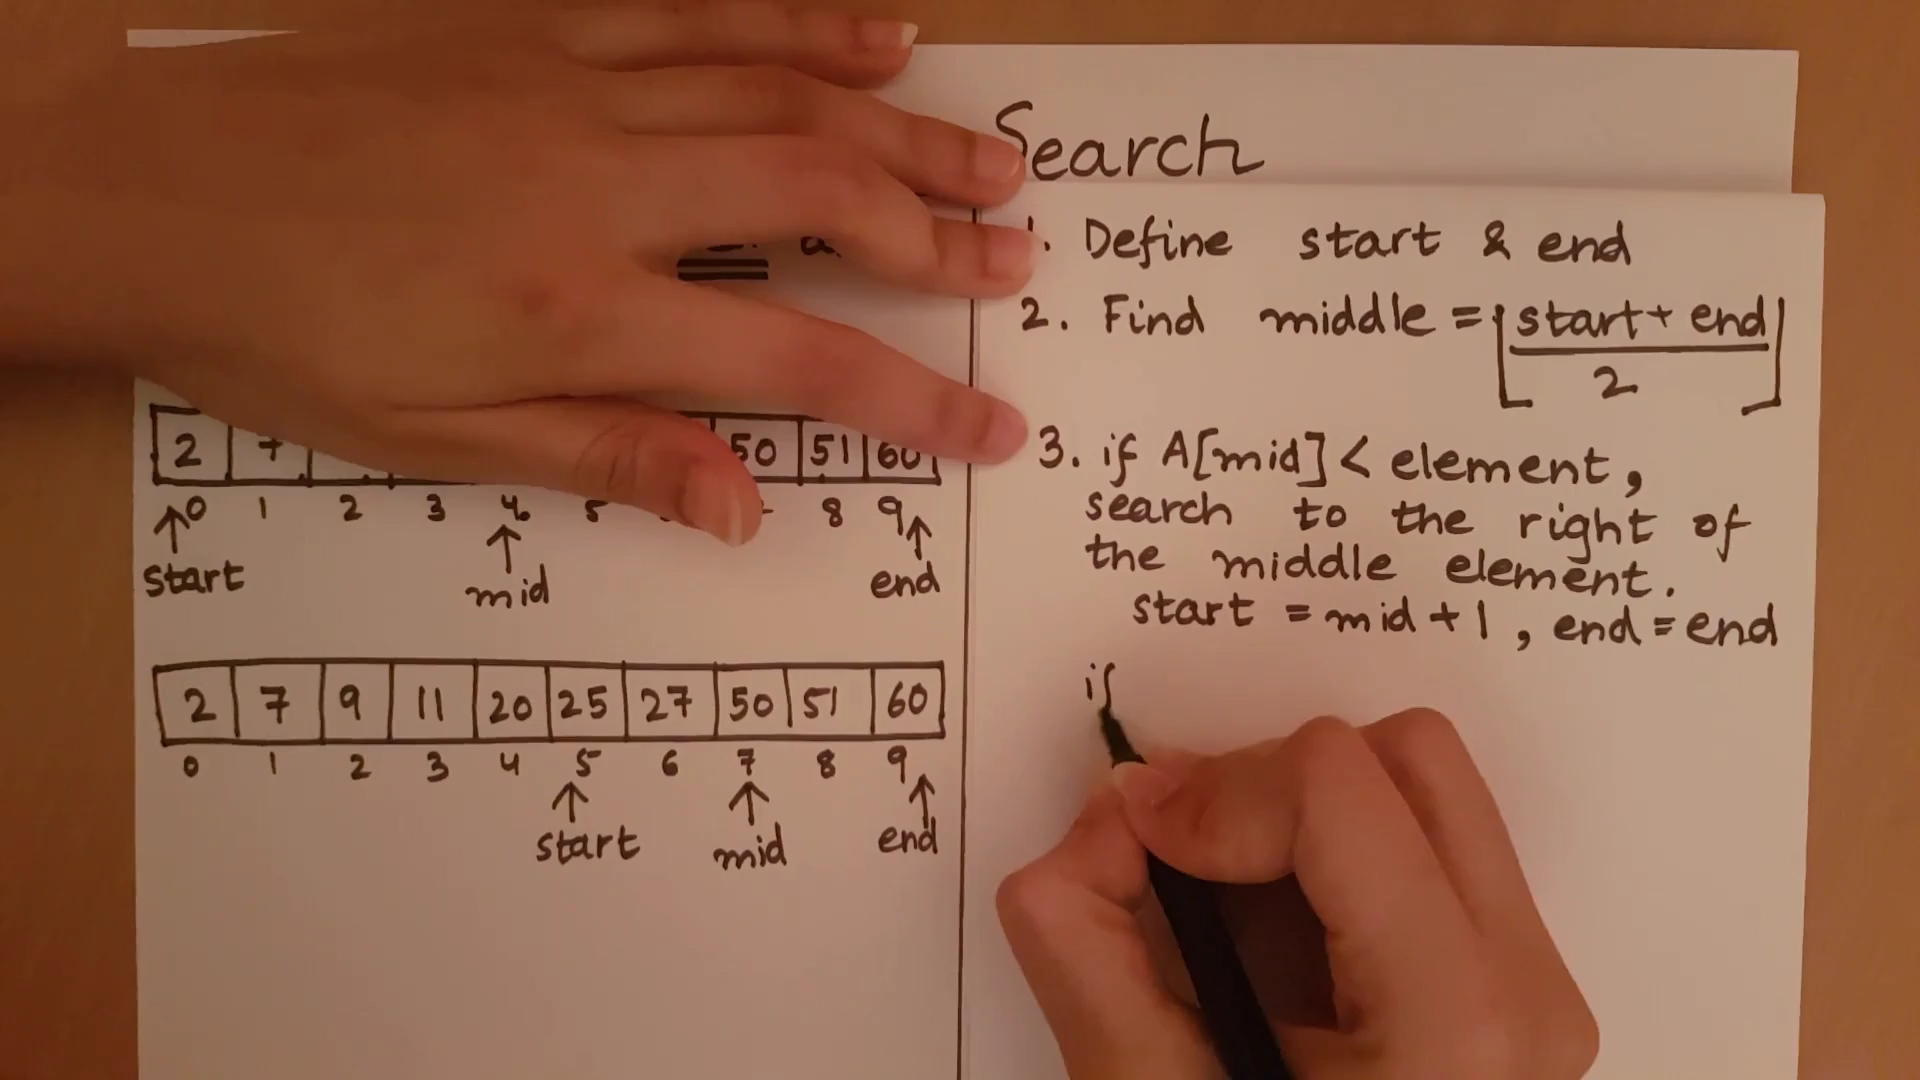 Search
1. Define start & end
2. Find middle = ⌊start + end
2⌋
3. if A[mid] < element,
search to the right of
the middle element.
start = mid + 1, end = end
if
2 7 50 51 60
0 1 2 3 4 5 8 9
start mid end
2 7 9 11 20 25 27 50 51 60
0 1 2 3 4 5 6 7 8 9
start mid end